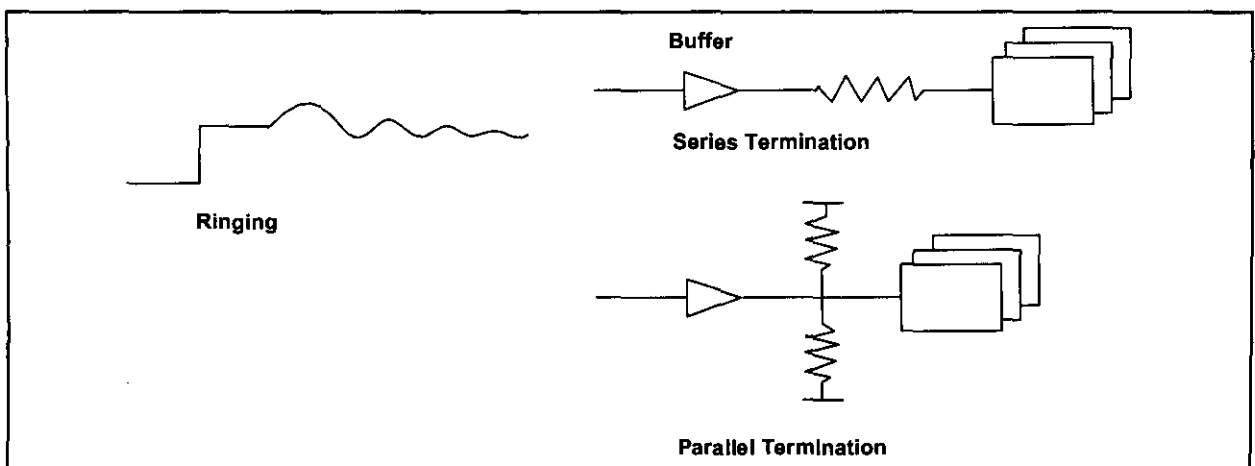 Buffer
Series Termination
Ringing
Parallel Termination